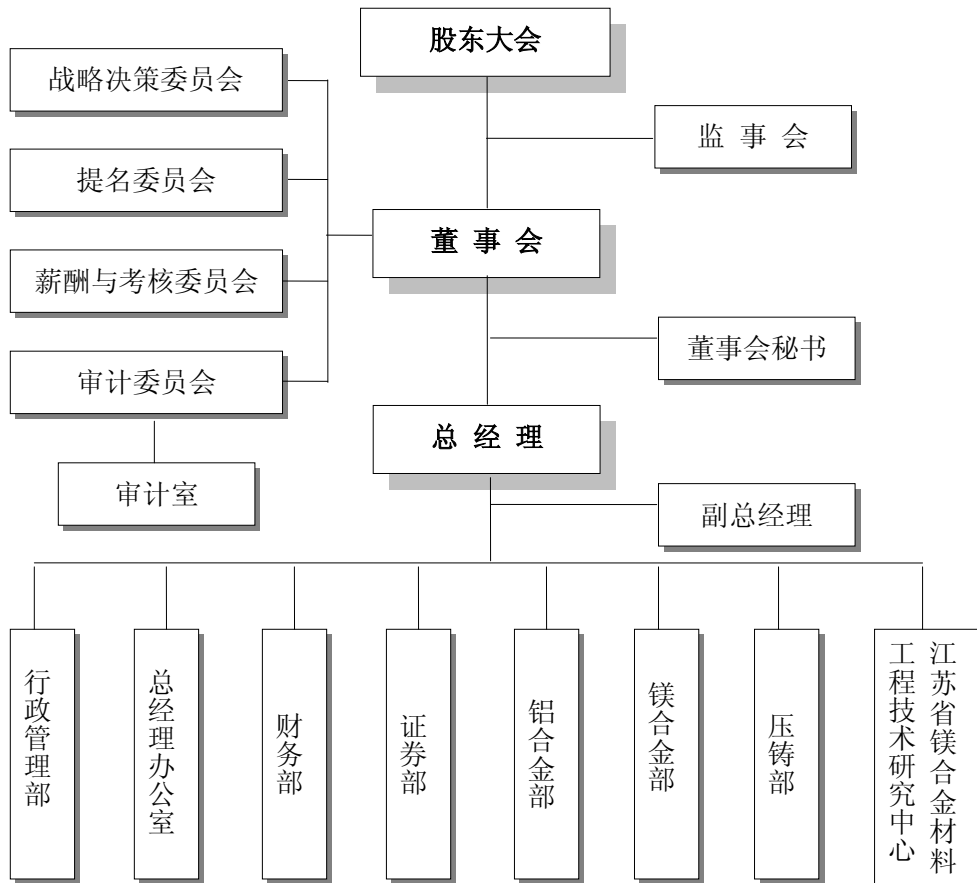 股东大会
战略决策委员会
监 事 会
提名委员会
董 事 会
薪酬与考核委员会
董事会秘书
审计委员会
总 经 理
审计室
副总经理
行政管理部
总经理办公室
财务部
证券部
铝合金部
镁合金部
压铸部
江苏省镁合金材料
工程技术研究中心